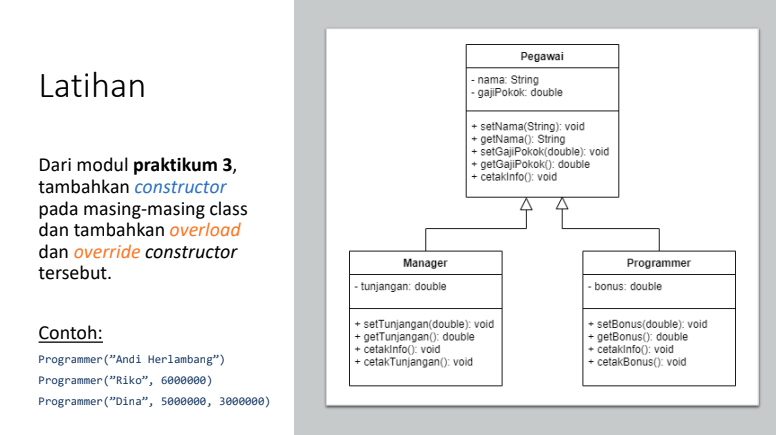 Latihan
Dari modul praktikum 3,
tambahkan constructor
pada masing-masing class
dan tambahkan overload
dan override constructor
tersebut.
Contoh:
Programmer(”Andi Herlambang”)
Programmer(”Riko”, 6000000)
Programmer(”Dina”, 5000000, 3000000)
Pegawai
- nama: String
- gajiPokok: double
+ setNama(String): void
+ getNama(): String
+ setGajiPokok(double): void
+ getGajiPokok(): double
+ cetakInfo(): void
Manager
- tunjangan: double
+ setTunjangan(double): void
+ getTunjangan(): double
+ cetakInfo(): void
+ cetakTunjangan(): void
Programmer
- bonus: double
+ setBonus(double): void
+ getBonus(): double
+ cetakInfo(): void
+ cetakBonus(): void